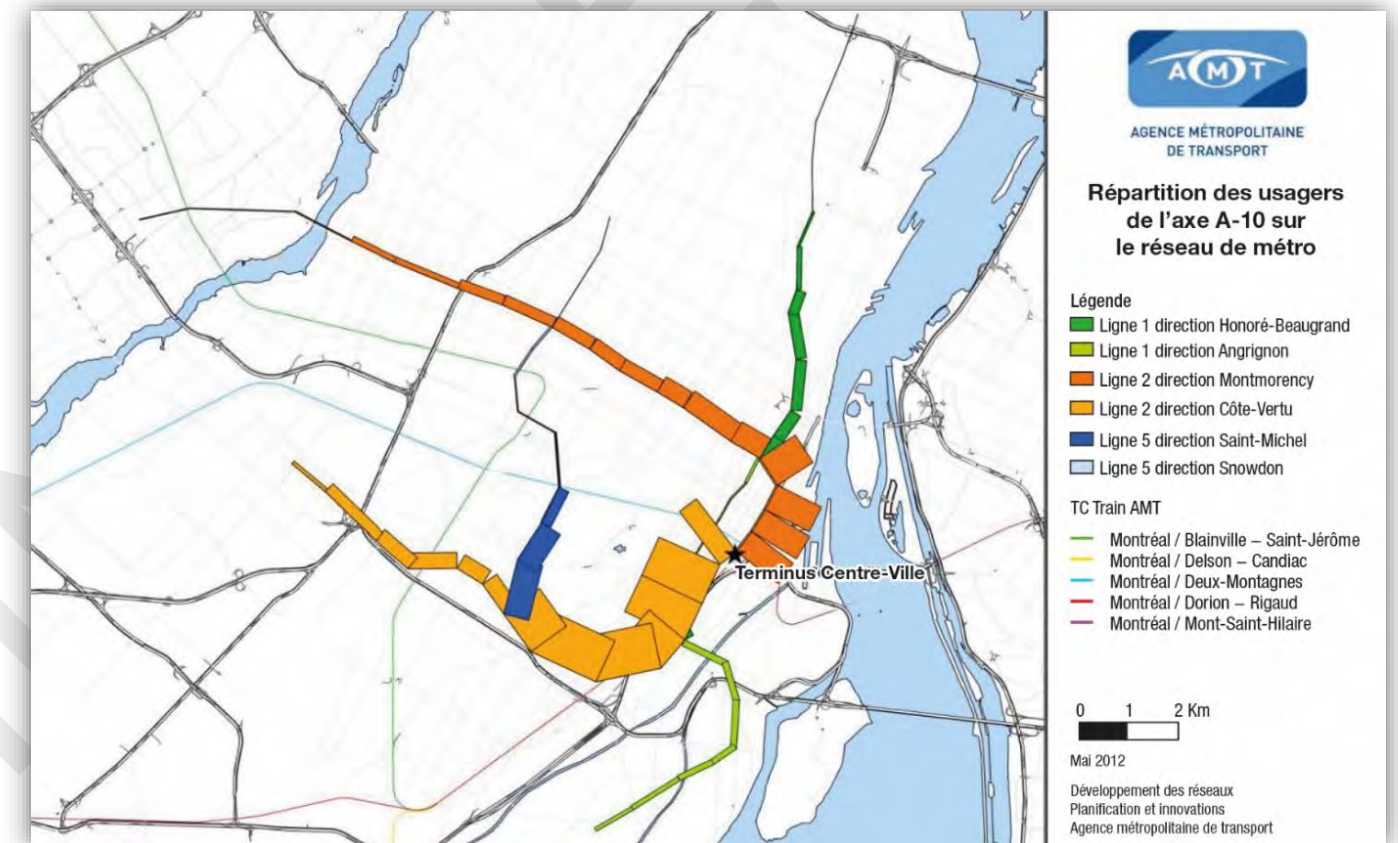 AMT
AGENCE MÉTROPOLITAINE
DE TRANSPORT
Répartition des usagers
de l'axe A-10 sur
le réseau de métro
Légende
Ligne 1 direction Honoré-Beaugrand
Ligne 1 direction Angrignon
Ligne 2 direction Montmorency
Ligne 2 direction Côte-Vertu
Ligne 5 direction Saint-Michel
Ligne 5 direction Snowdon
TC Train AMT
Montréal / Blainville – Saint-Jérôme
Montréal / Delson – Candiac
Montréal / Deux-Montagnes
Montréal / Dorion – Rigaud
Montréal / Mont-Saint-Hilaire
0 1 2 Km
Mai 2012
Développement des réseaux
Planification et innovations
Agence métropolitaine de transport
Terminus Centre-Ville